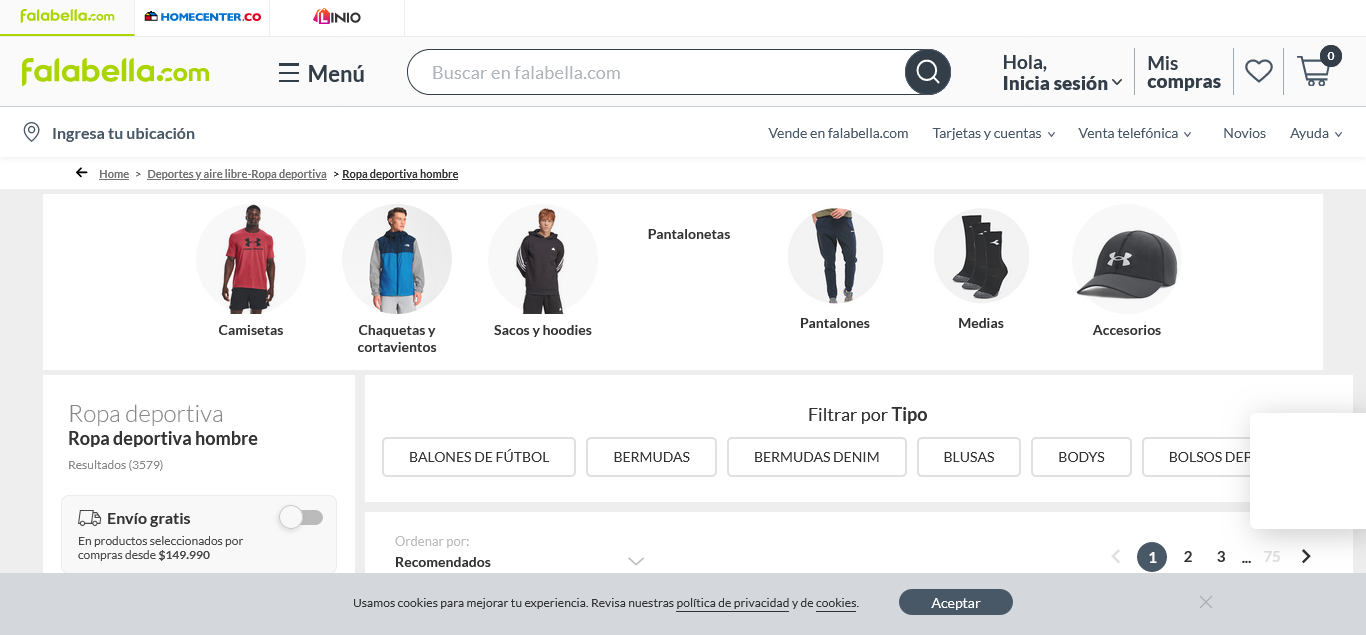 falabella.com
HOMECENTER.CO
LINIO
falabella.com
Menú
Buscar en falabella.com
Hola,
Inicia sesión
Mis
compras
0
Ingresa tu ubicación
Vende en falabella.com
Tarjetas y cuentas
Venta telefónica
Novios
Ayuda
Home > Deportes y aire libre-Ropa deportiva > Ropa deportiva hombre
Camisetas
Chaquetas y
cortavientos
Sacos y hoodies
Pantalonetas
Pantalones
Medias
Accesorios
Ropa deportiva
Ropa deportiva hombre
Resultados (3579)
Envío gratis
En productos seleccionados por
compras desde $149.990
Filtrar por Tipo
BALONES DE FÚTBOL
BERMUDAS
BERMUDAS DENIM
BLUSAS
BODYS
BOLSOS DEP
Ordenar por:
Recomendados
1 2 3 ... 75
Usamos cookies para mejorar tu experiencia. Revisa nuestras política de privacidad y de cookies.
Aceptar